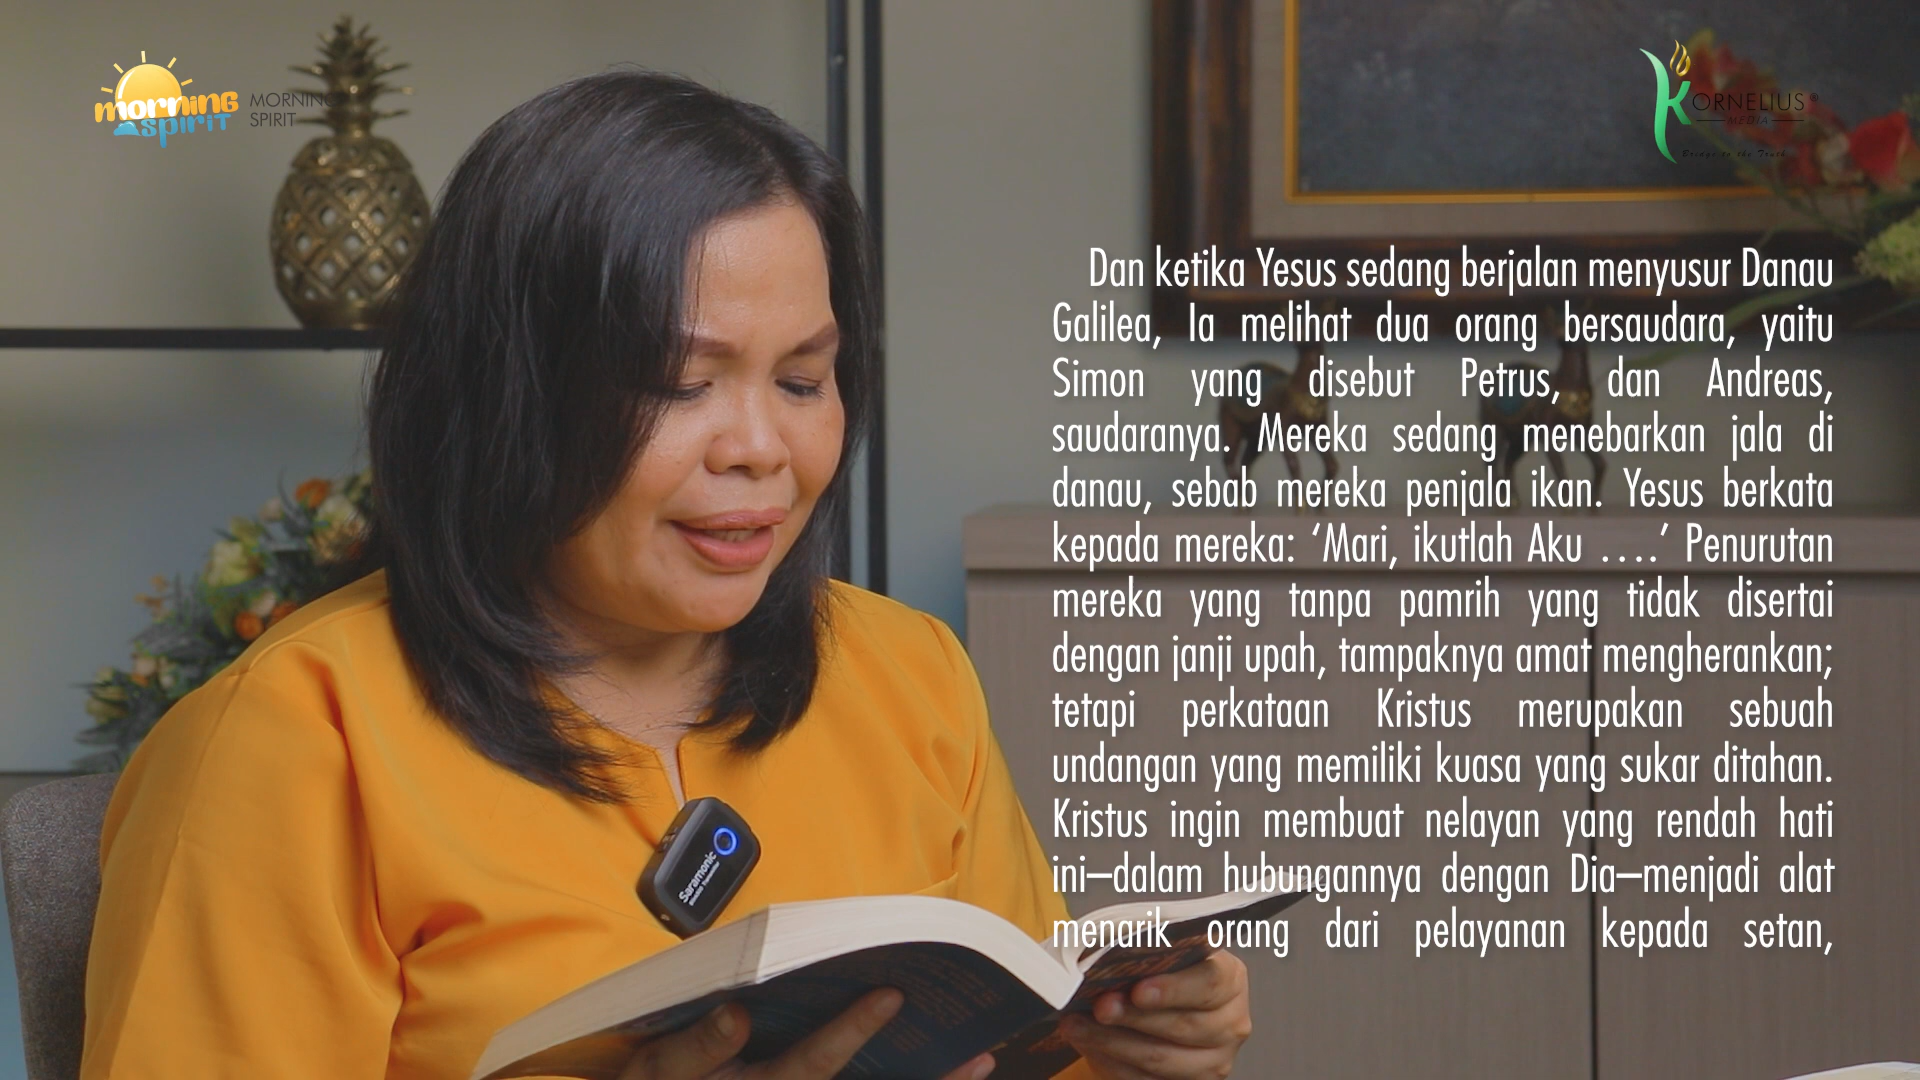 morning
spirit
MORNING
SPIRIT
KORNELIUS®
MEDIA
Bridge to the Truth
Dan ketika Yesus sedang berjalan menyusur Danau
Galilea, Ia melihat dua orang bersaudara, yaitu
Simon yang disebut Petrus, dan Andreas,
saudaranya. Mereka sedang menebarkan jala di
danau, sebab mereka penjala ikan. Yesus berkata
kepada mereka: ‘Mari, ikutlah Aku ….’ Penurutan
mereka yang tanpa pamrih yang tidak disertai
dengan janji upah, tampaknya amat mengherankan;
tetapi perkataan Kristus merupakan sebuah
undangan yang memiliki kuasa yang sukar ditahan.
Kristus ingin membuat nelayan yang rendah hati
ini—dalam hubungannya dengan Dia—menjadi alat
menarik orang dari pelayanan kepada setan,
Saramonic